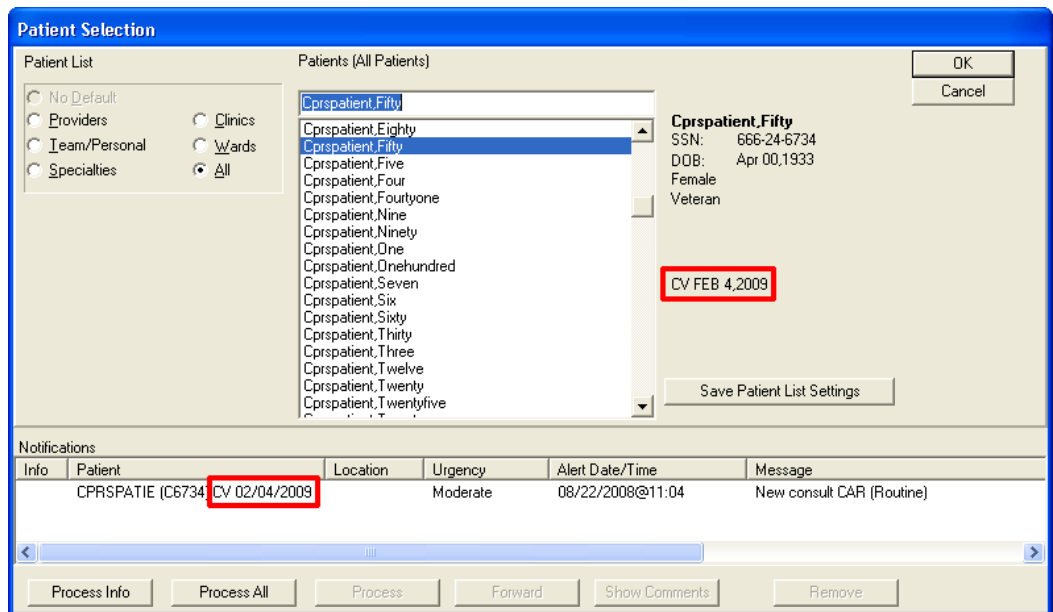 Patient Selection
Patient List
No Default
Providers
Clinics
Team/Personal
Wards
Specialties
All
Patients (All Patients)
Cprspatient,Fifty
Cprspatient,Eighty
Cprspatient,Fifty
Cprspatient,Five
Cprspatient,Four
Cprspatient,Fourtyone
Cprspatient,Nine
Cprspatient,Ninety
Cprspatient,One
Cprspatient,Onehundred
Cprspatient,Seven
Cprspatient,Six
Cprspatient,Sixty
Cprspatient,Thirty
Cprspatient,Three
Cprspatient,Twelve
Cprspatient,Twenty
Cprspatient,Twentyfive
OK
Cancel
Cprspatient,Fifty
SSN: 666-24-6734
DOB: Apr 00,1933
Female
Veteran
CV FEB 4,2009
Save Patient List Settings
Notifications
Info Patient Location Urgency Alert Date/Time Message
CPRSPATIE (C6734) CV 02/04/2009 Moderate 08/22/2008@11:04 New consult CAR (Routine)
Process Info Process All Process Forward Show Comments Remove